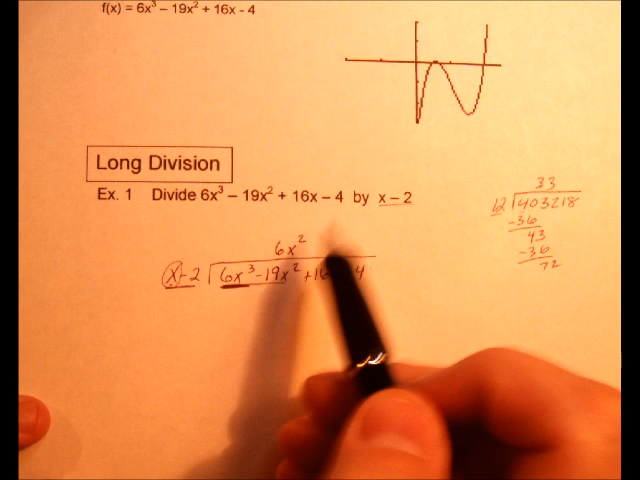 f(x) = 6x³ – 19x² + 16x - 4
Long Division
Ex. 1 Divide 6x³ – 19x² + 16x – 4 by x – 2
33
12 403218
-36
43
-36
72
6x²
x-2 6x³-19x² +16 4